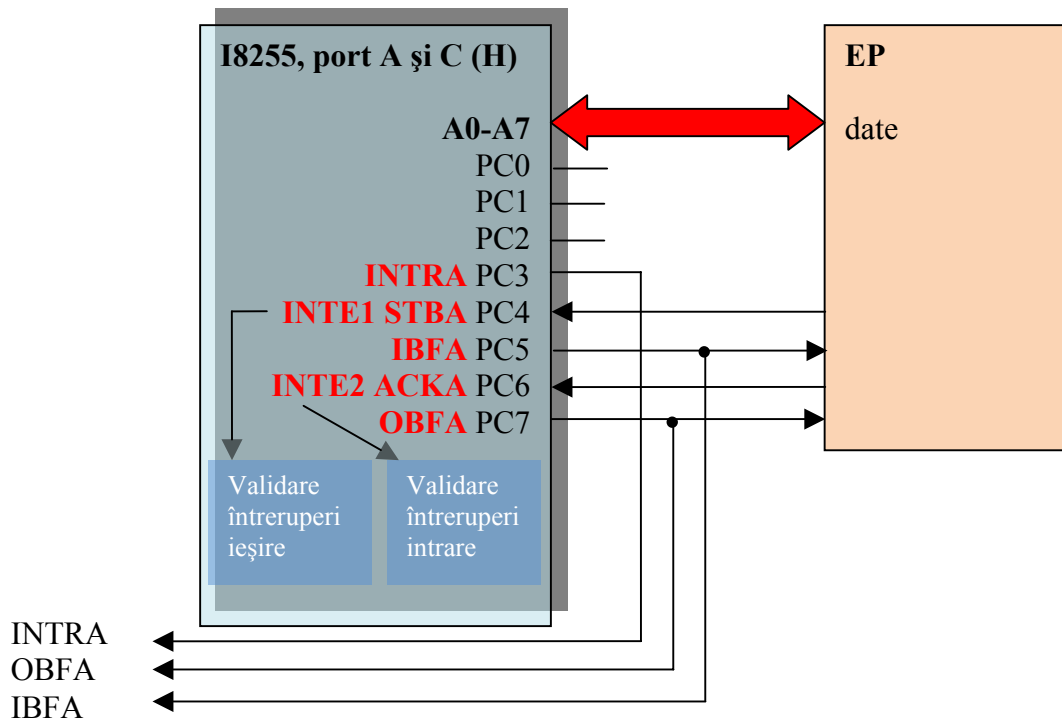 I8255, port A şi C (H)
EP
A0-A7
date
PC0
PC1
PC2
INTRA PC3
INTE1 STBA PC4
IBFA PC5
INTE2 ACKA PC6
OBFA PC7
Validare
întreruperi
ieşire
Validare
întreruperi
intrare
INTRA
OBFA
IBFA